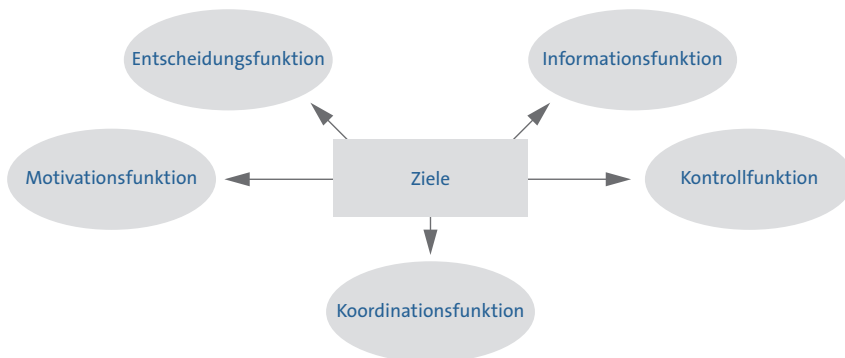 Entscheidungsfunktion
Informationsfunktion
Motivationsfunktion
Ziele
Kontrollfunktion
Koordinationsfunktion